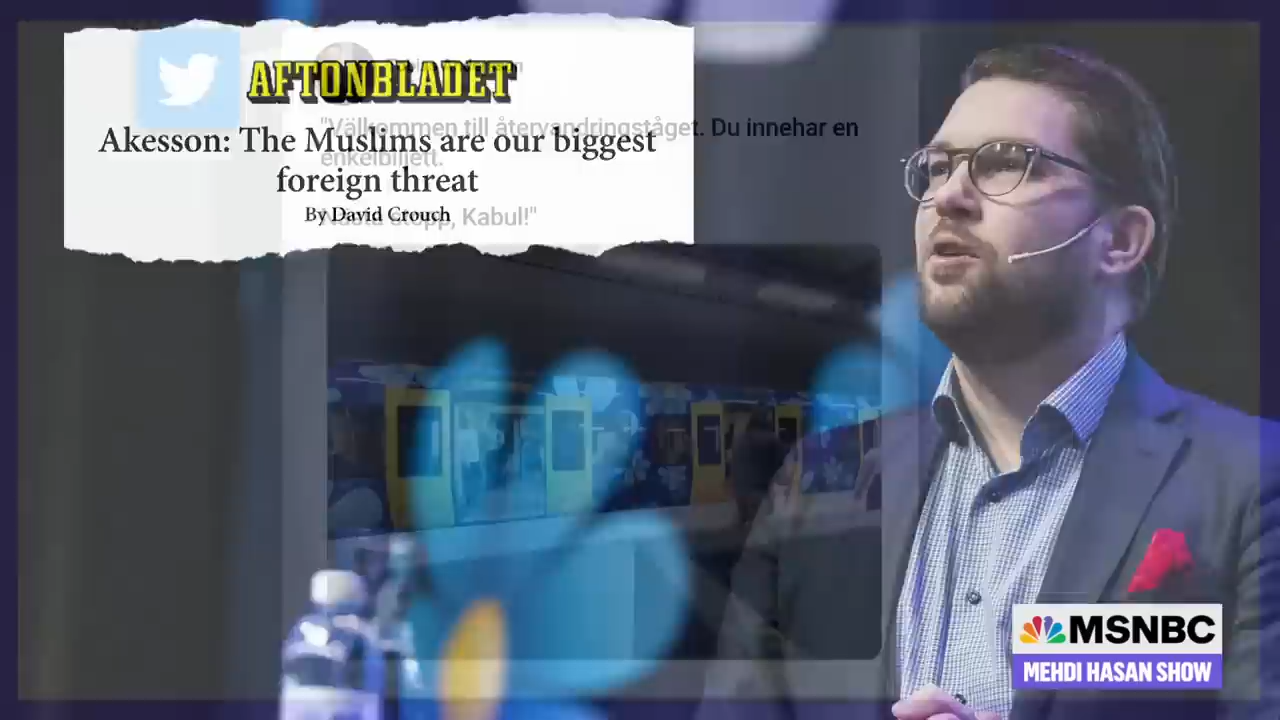 AFTONBLADET
"Välkommen till återvandringståget. Du innehar en
enkelbiljett.
Akesson: The Muslims are our biggest
foreign threat
By David Crouch
stopp, Kabul!"
MSNBC
MEHDI HASAN SHOW